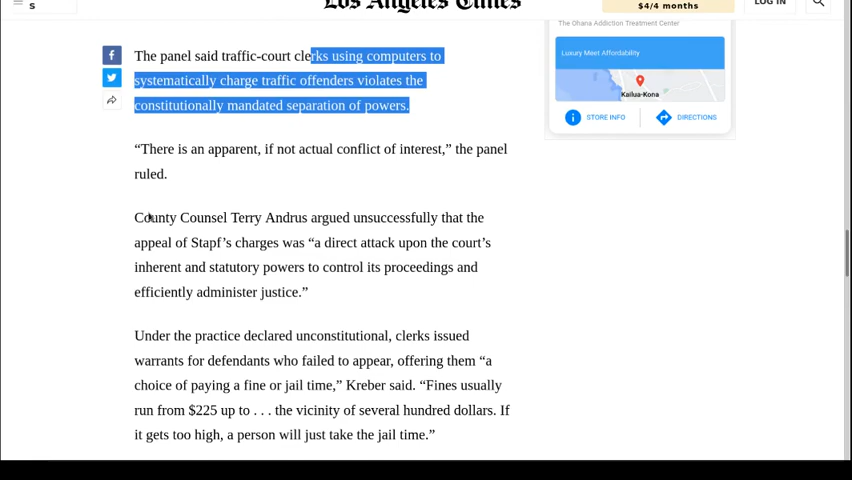 S
Los Angeles Times
$4/4 months
LOG IN
The Ohana Addiction Treatment Center
Luxury Meet Affordability
Kailua-Kona
STORE INFO
DIRECTIONS
The panel said traffic-court clerks using computers to
systematically charge traffic offenders violates the
constitutionally mandated separation of powers.
“There is an apparent, if not actual conflict of interest,” the panel
ruled.
County Counsel Terry Andrus argued unsuccessfully that the
appeal of Stapf’s charges was “a direct attack upon the court’s
inherent and statutory powers to control its proceedings and
efficiently administer justice.”
Under the practice declared unconstitutional, clerks issued
warrants for defendants who failed to appear, offering them “a
choice of paying a fine or jail time,” Kreber said. “Fines usually
run from $225 up to . . . the vicinity of several hundred dollars. If
it gets too high, a person will just take the jail time.”